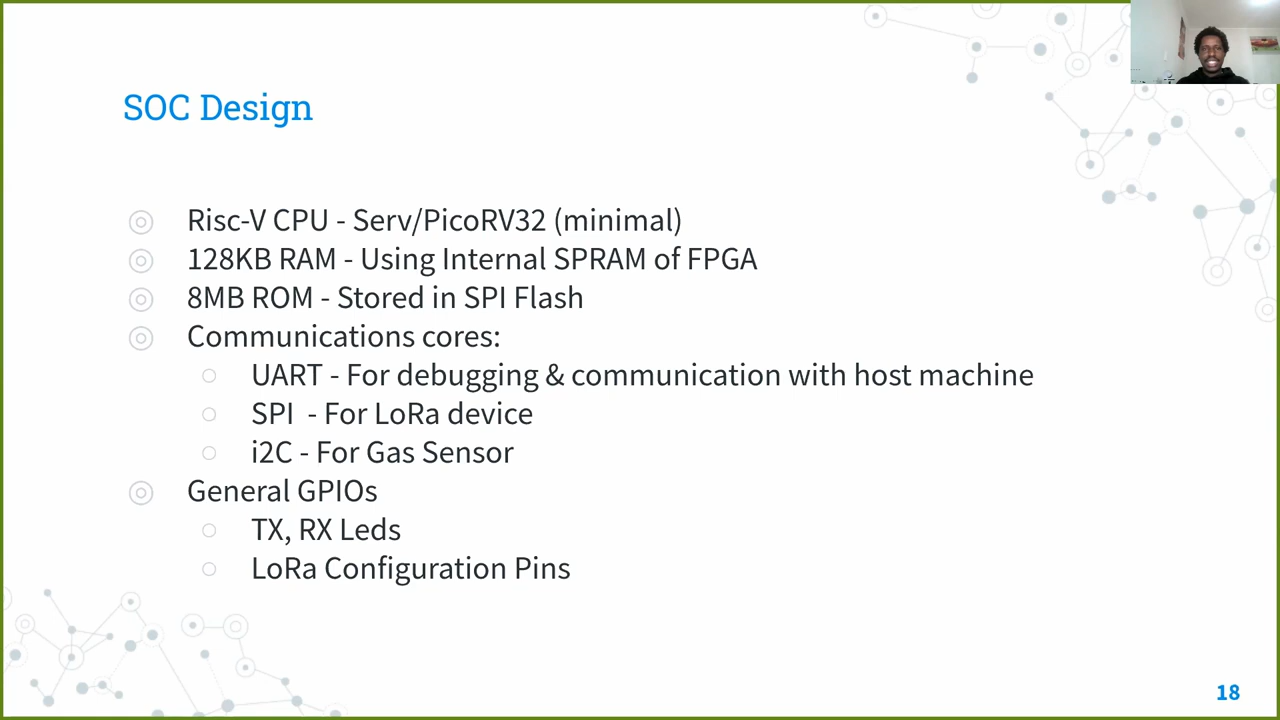 SOC Design
Risc-V CPU - Serv/PicoRV32 (minimal)
128KB RAM - Using Internal SPRAM of FPGA
8MB ROM - Stored in SPI Flash
Communications cores:
UART - For debugging & communication with host machine
SPI  - For LoRa device
i2C - For Gas Sensor
General GPIOs
TX, RX Leds
LoRa Configuration Pins
18